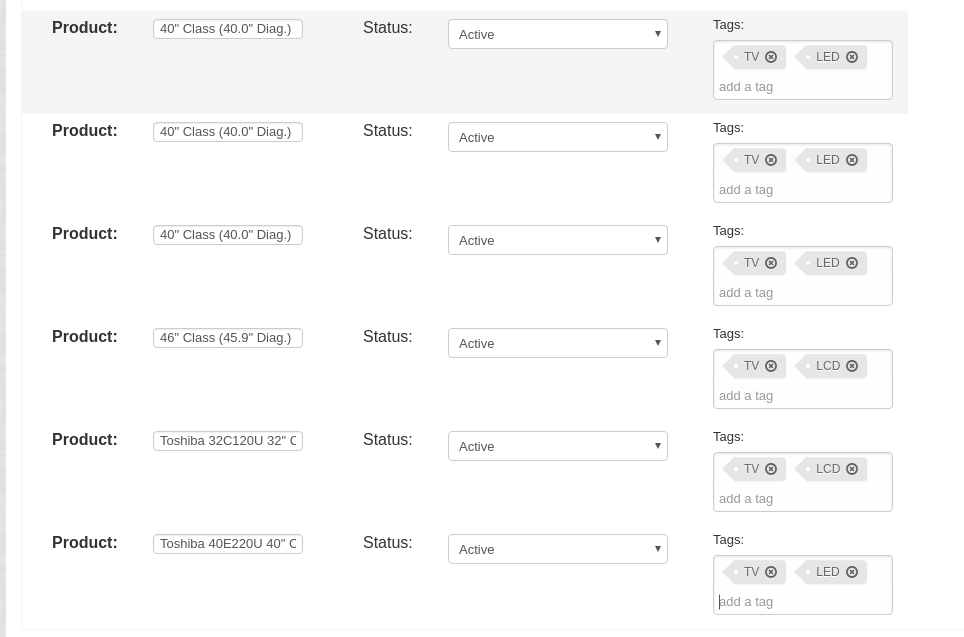 Product: 40" Class (40.0" Diag.) Status: Active Tags:
TV LED
add a tag
Product: 40" Class (40.0" Diag.) Status: Active Tags:
TV LED
add a tag
Product: 40" Class (40.0" Diag.) Status: Active Tags:
TV LED
add a tag
Product: 46" Class (45.9" Diag.) Status: Active Tags:
TV LCD
add a tag
Product: Toshiba 32C120U 32" C Status: Active Tags:
TV LCD
add a tag
Product: Toshiba 40E220U 40" C Status: Active Tags:
TV LED
add a tag